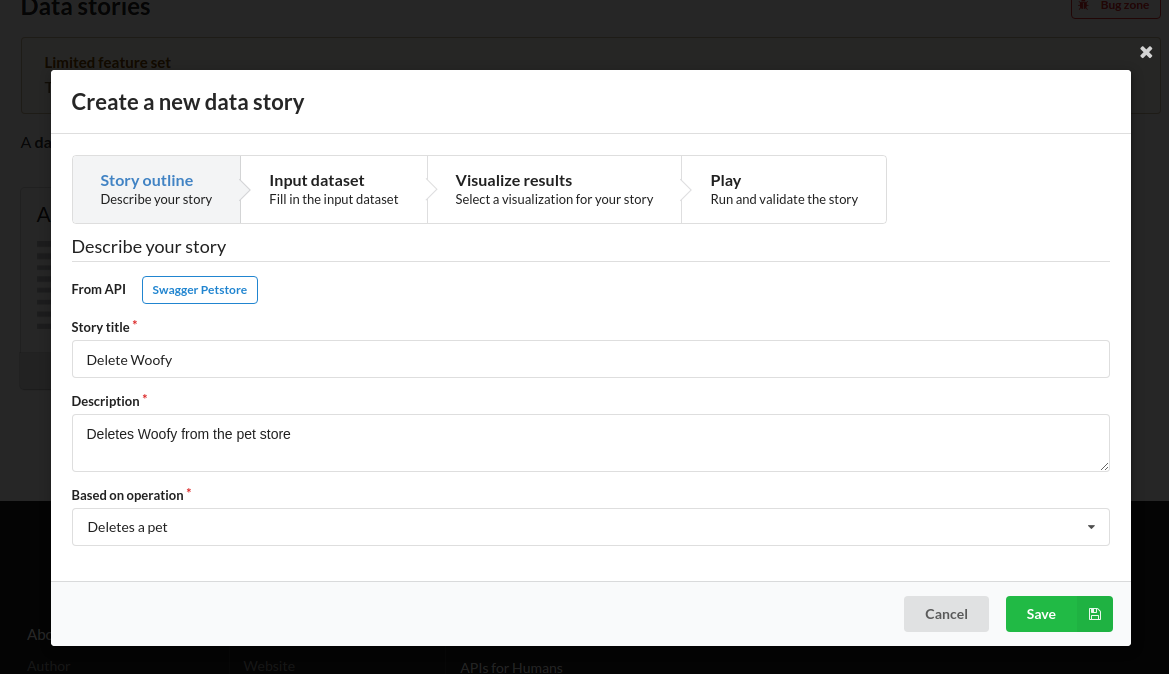 Data stories
Bug zone
Limited feature set
Create a new data story
Story outline
Describe your story
Input dataset
Fill in the input dataset
Visualize results
Select a visualization for your story
Play
Run and validate the story
Describe your story
From API
Swagger Petstore
Story title *
Delete Woofy
Description *
Deletes Woofy from the pet store
Based on operation *
Deletes a pet
Cancel
Save
Author
Website
APIs for Humans